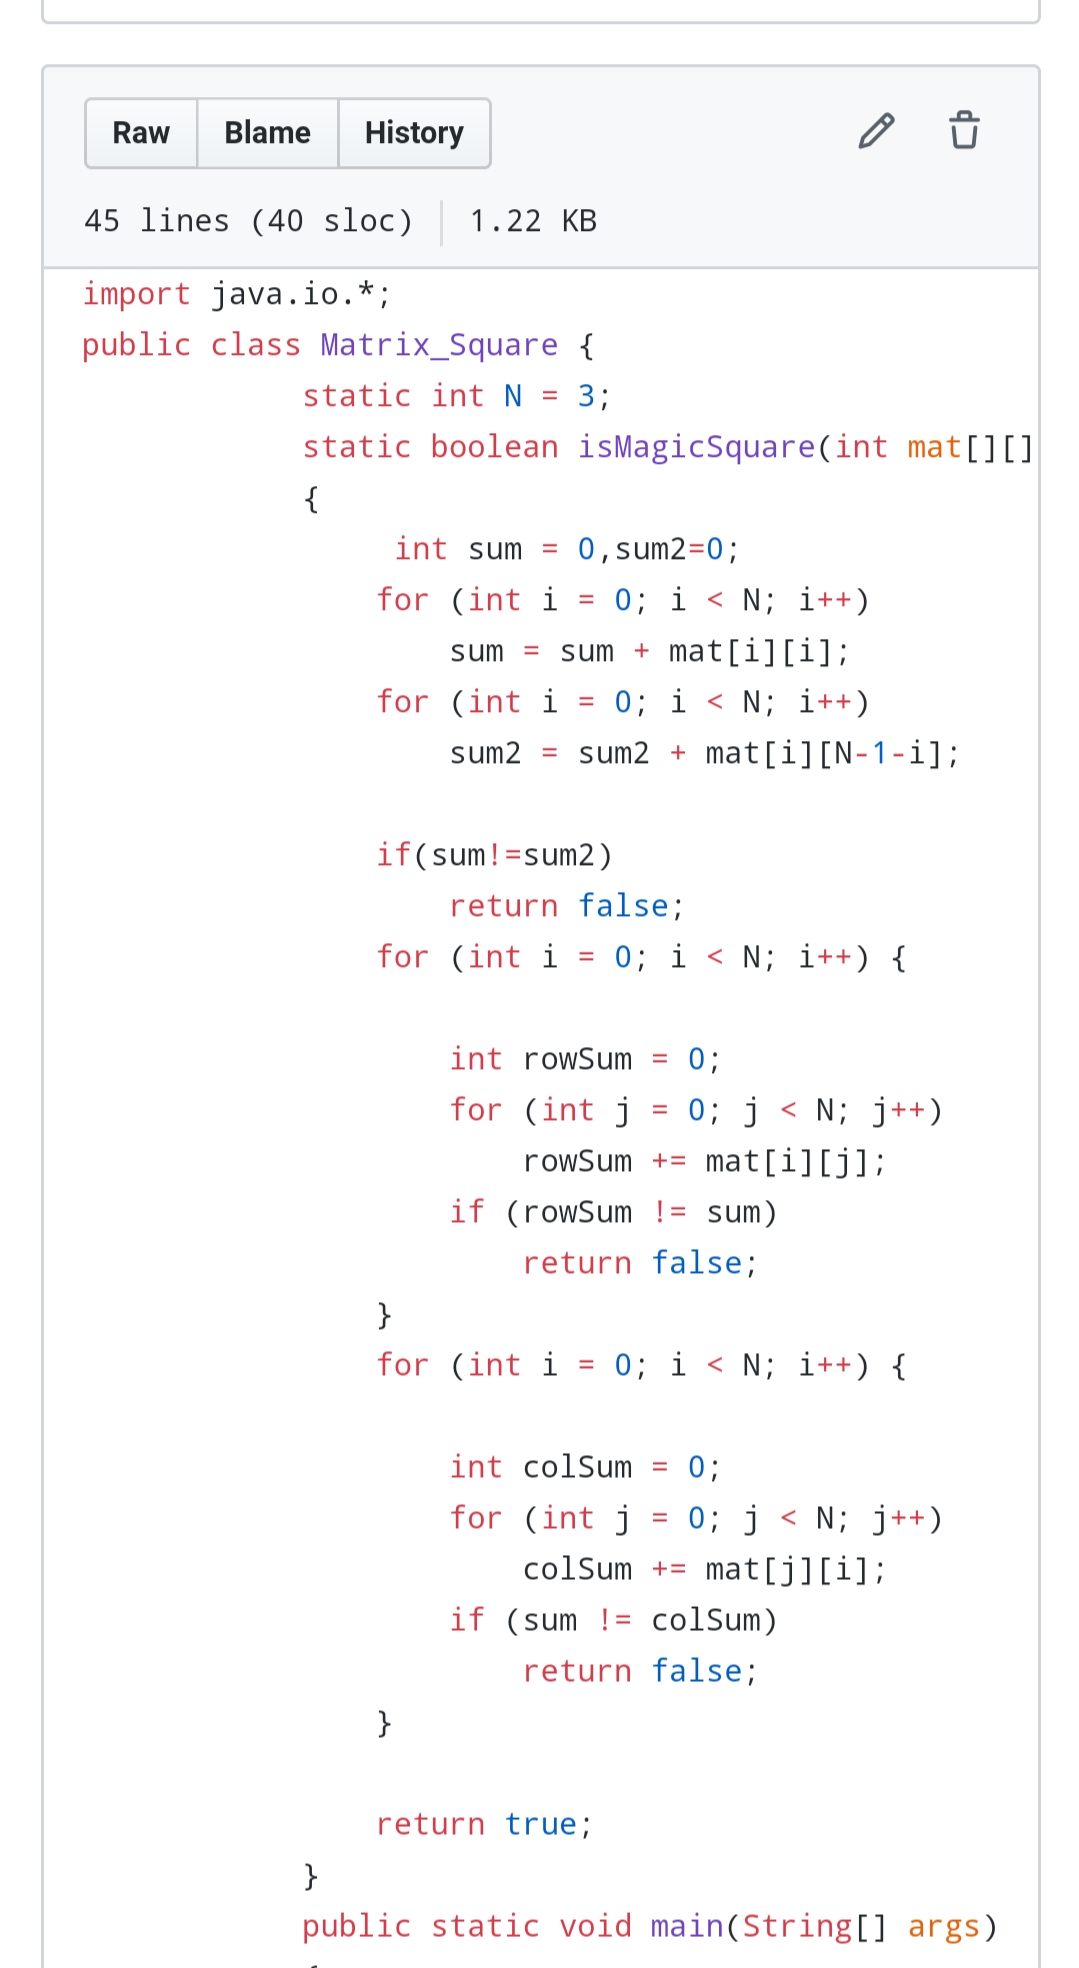 Raw Blame History
45 lines (40 sloc) 1.22 KB
import java.io.*;
public class Matrix_Square {
static int N = 3;
static boolean isMagicSquare(int mat[][]
{
int sum = 0,sum2=0;
for (int i = 0; i < N; i++)
sum = sum + mat[i][i];
for (int i = 0; i < N; i++)
sum2 = sum2 + mat[i][N-1-i];
if(sum!=sum2)
return false;
for (int i = 0; i < N; i++) {
int rowSum = 0;
for (int j = 0; j < N; j++)
rowSum += mat[i][j];
if (rowSum != sum)
return false;
}
for (int i = 0; i < N; i++) {
int colSum = 0;
for (int j = 0; j < N; j++)
colSum += mat[j][i];
if (sum != colSum)
return false;
}
return true;
}
public static void main(String[] args)